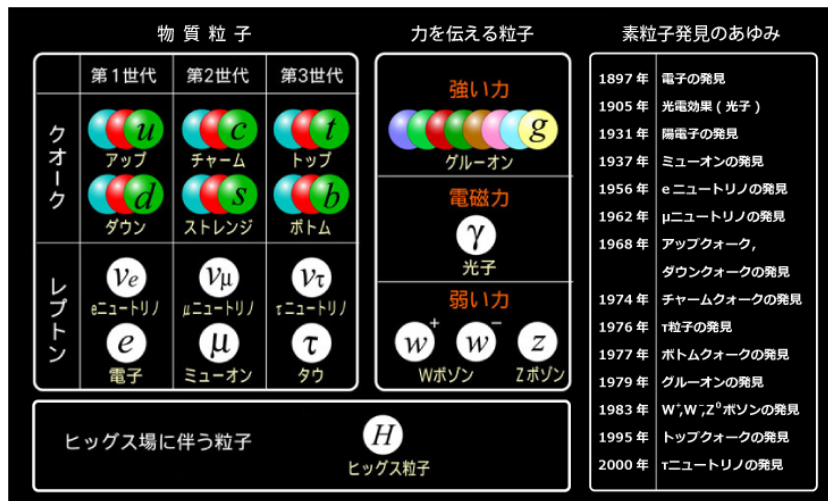 物質粒子
第1世代 第2世代 第3世代
クオーク
u c t
アップ チャーム トップ
d s b
ダウン ストレンジ ボトム
レプトン
νe νμ ντ
eニュートリノ μニュートリノ τニュートリノ
e μ τ
電子 ミューオン タウ
力を伝える粒子
強い力
g
グルーオン
電磁力
γ
光子
弱い力
w+ w− z
Wボゾン Zボゾン
ヒッグス場に伴う粒子
H
ヒッグス粒子
素粒子発見のあゆみ
1897年 電子の発見
1905年 光電効果(光子)
1931年 陽電子の発見
1937年 ミューオンの発見
1956年 eニュートリノの発見
1962年 μニュートリノの発見
1968年 アップクォーク,
ダウンクォークの発見
1974年 チャームクォークの発見
1976年 τ粒子の発見
1977年 ボトムクォークの発見
1979年 グルーオンの発見
1983年 W⁺,W⁻,Z⁰ボソンの発見
1995年 トップクォークの発見
2000年 τニュートリノの発見